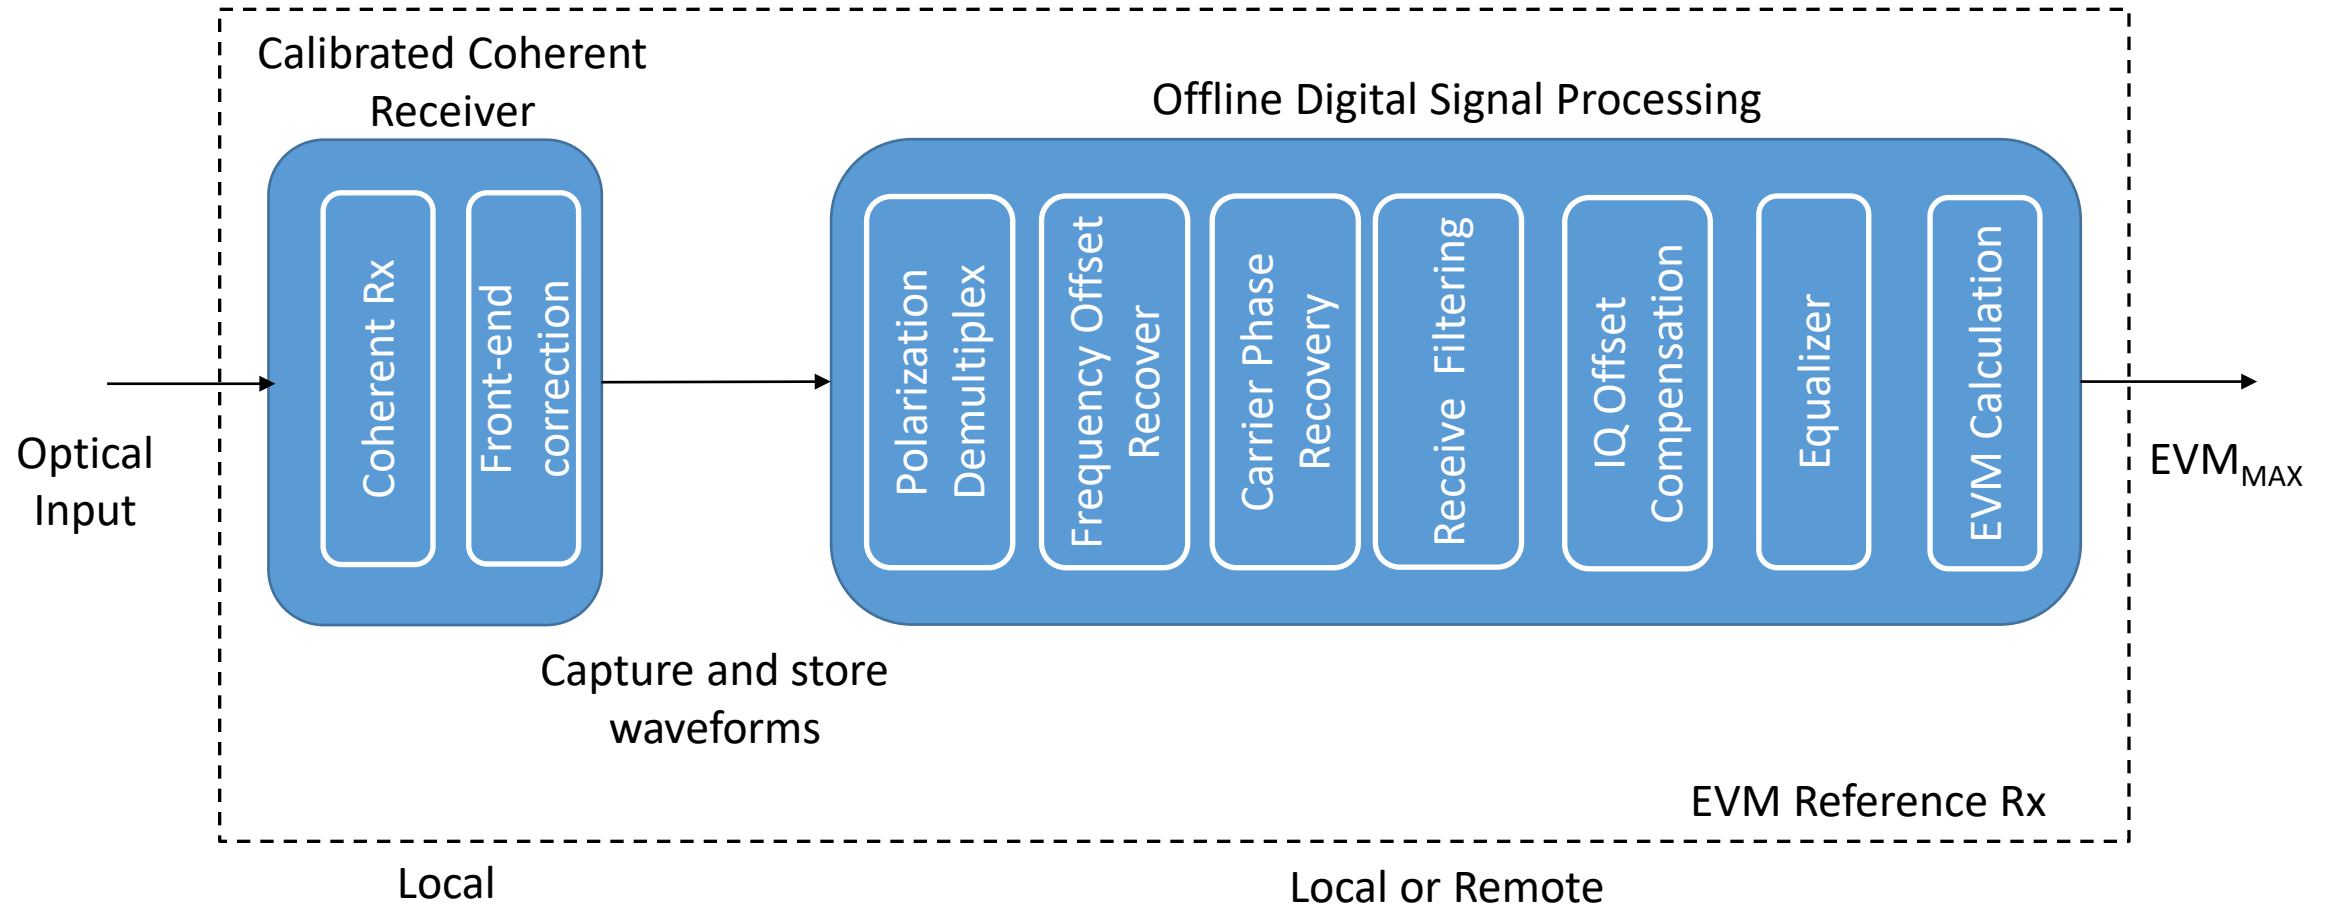 Calibrated Coherent
Receiver
Offline Digital Signal Processing
Optical
Input
Coherent Rx
Front-end
correction
Capture and store
waveforms
Polarization
Demultiplex
Frequency Offset
Recover
Carrier Phase
Recovery
Receive Filtering
IQ Offset
Compensation
Equalizer
EVM Calculation
EVMMAX
EVM Reference Rx
Local
Local or Remote